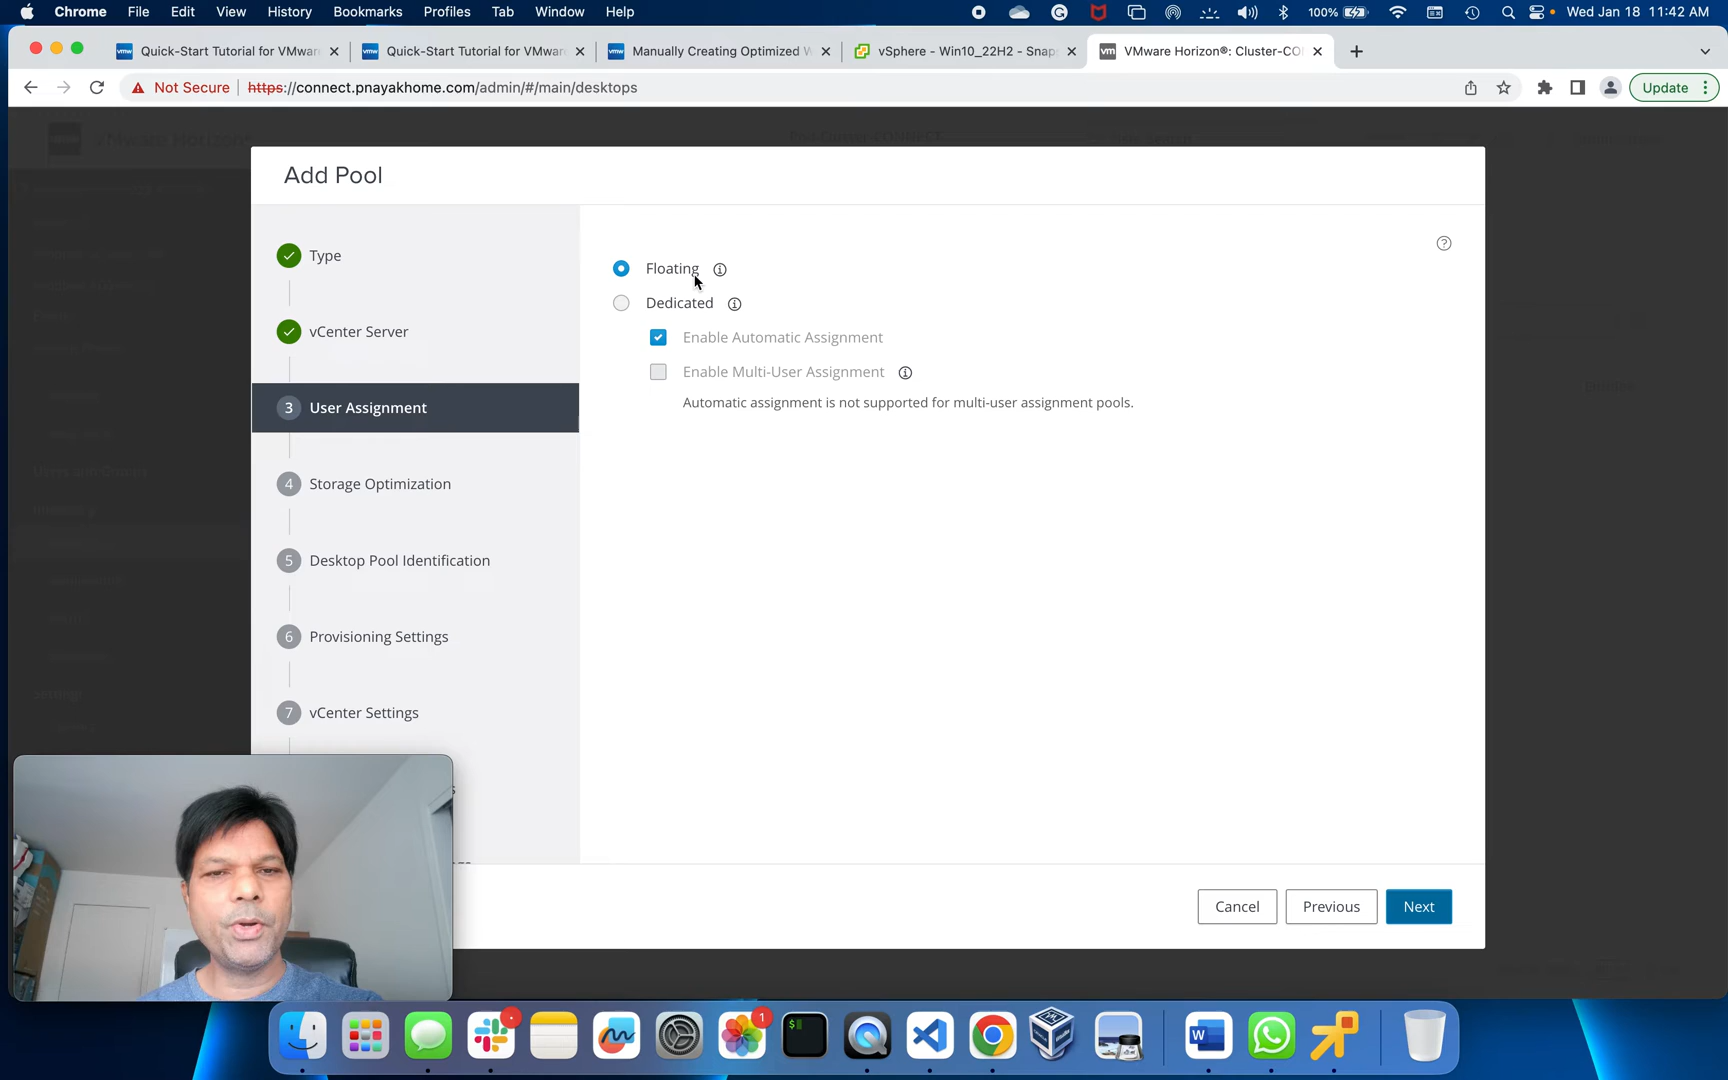 Chrome File Edit View History Bookmarks Profiles Tab Window Help 100% Wed Jan 18 11:42 AM
Quick-Start Tutorial for VMwar Quick-Start Tutorial for VMwar Manually Creating Optimized W vSphere - Win10_22H2 - Snap VMware Horizon®: Cluster-CO
Not Secure https://connect.pnayakhome.com/admin/#/main/desktops Update
Add Pool
Type
vCenter Server
3 User Assignment
4 Storage Optimization
5 Desktop Pool Identification
6 Provisioning Settings
7 vCenter Settings
Floating
Dedicated
Enable Automatic Assignment
Enable Multi-User Assignment
Automatic assignment is not supported for multi-user assignment pools.
Cancel Previous Next